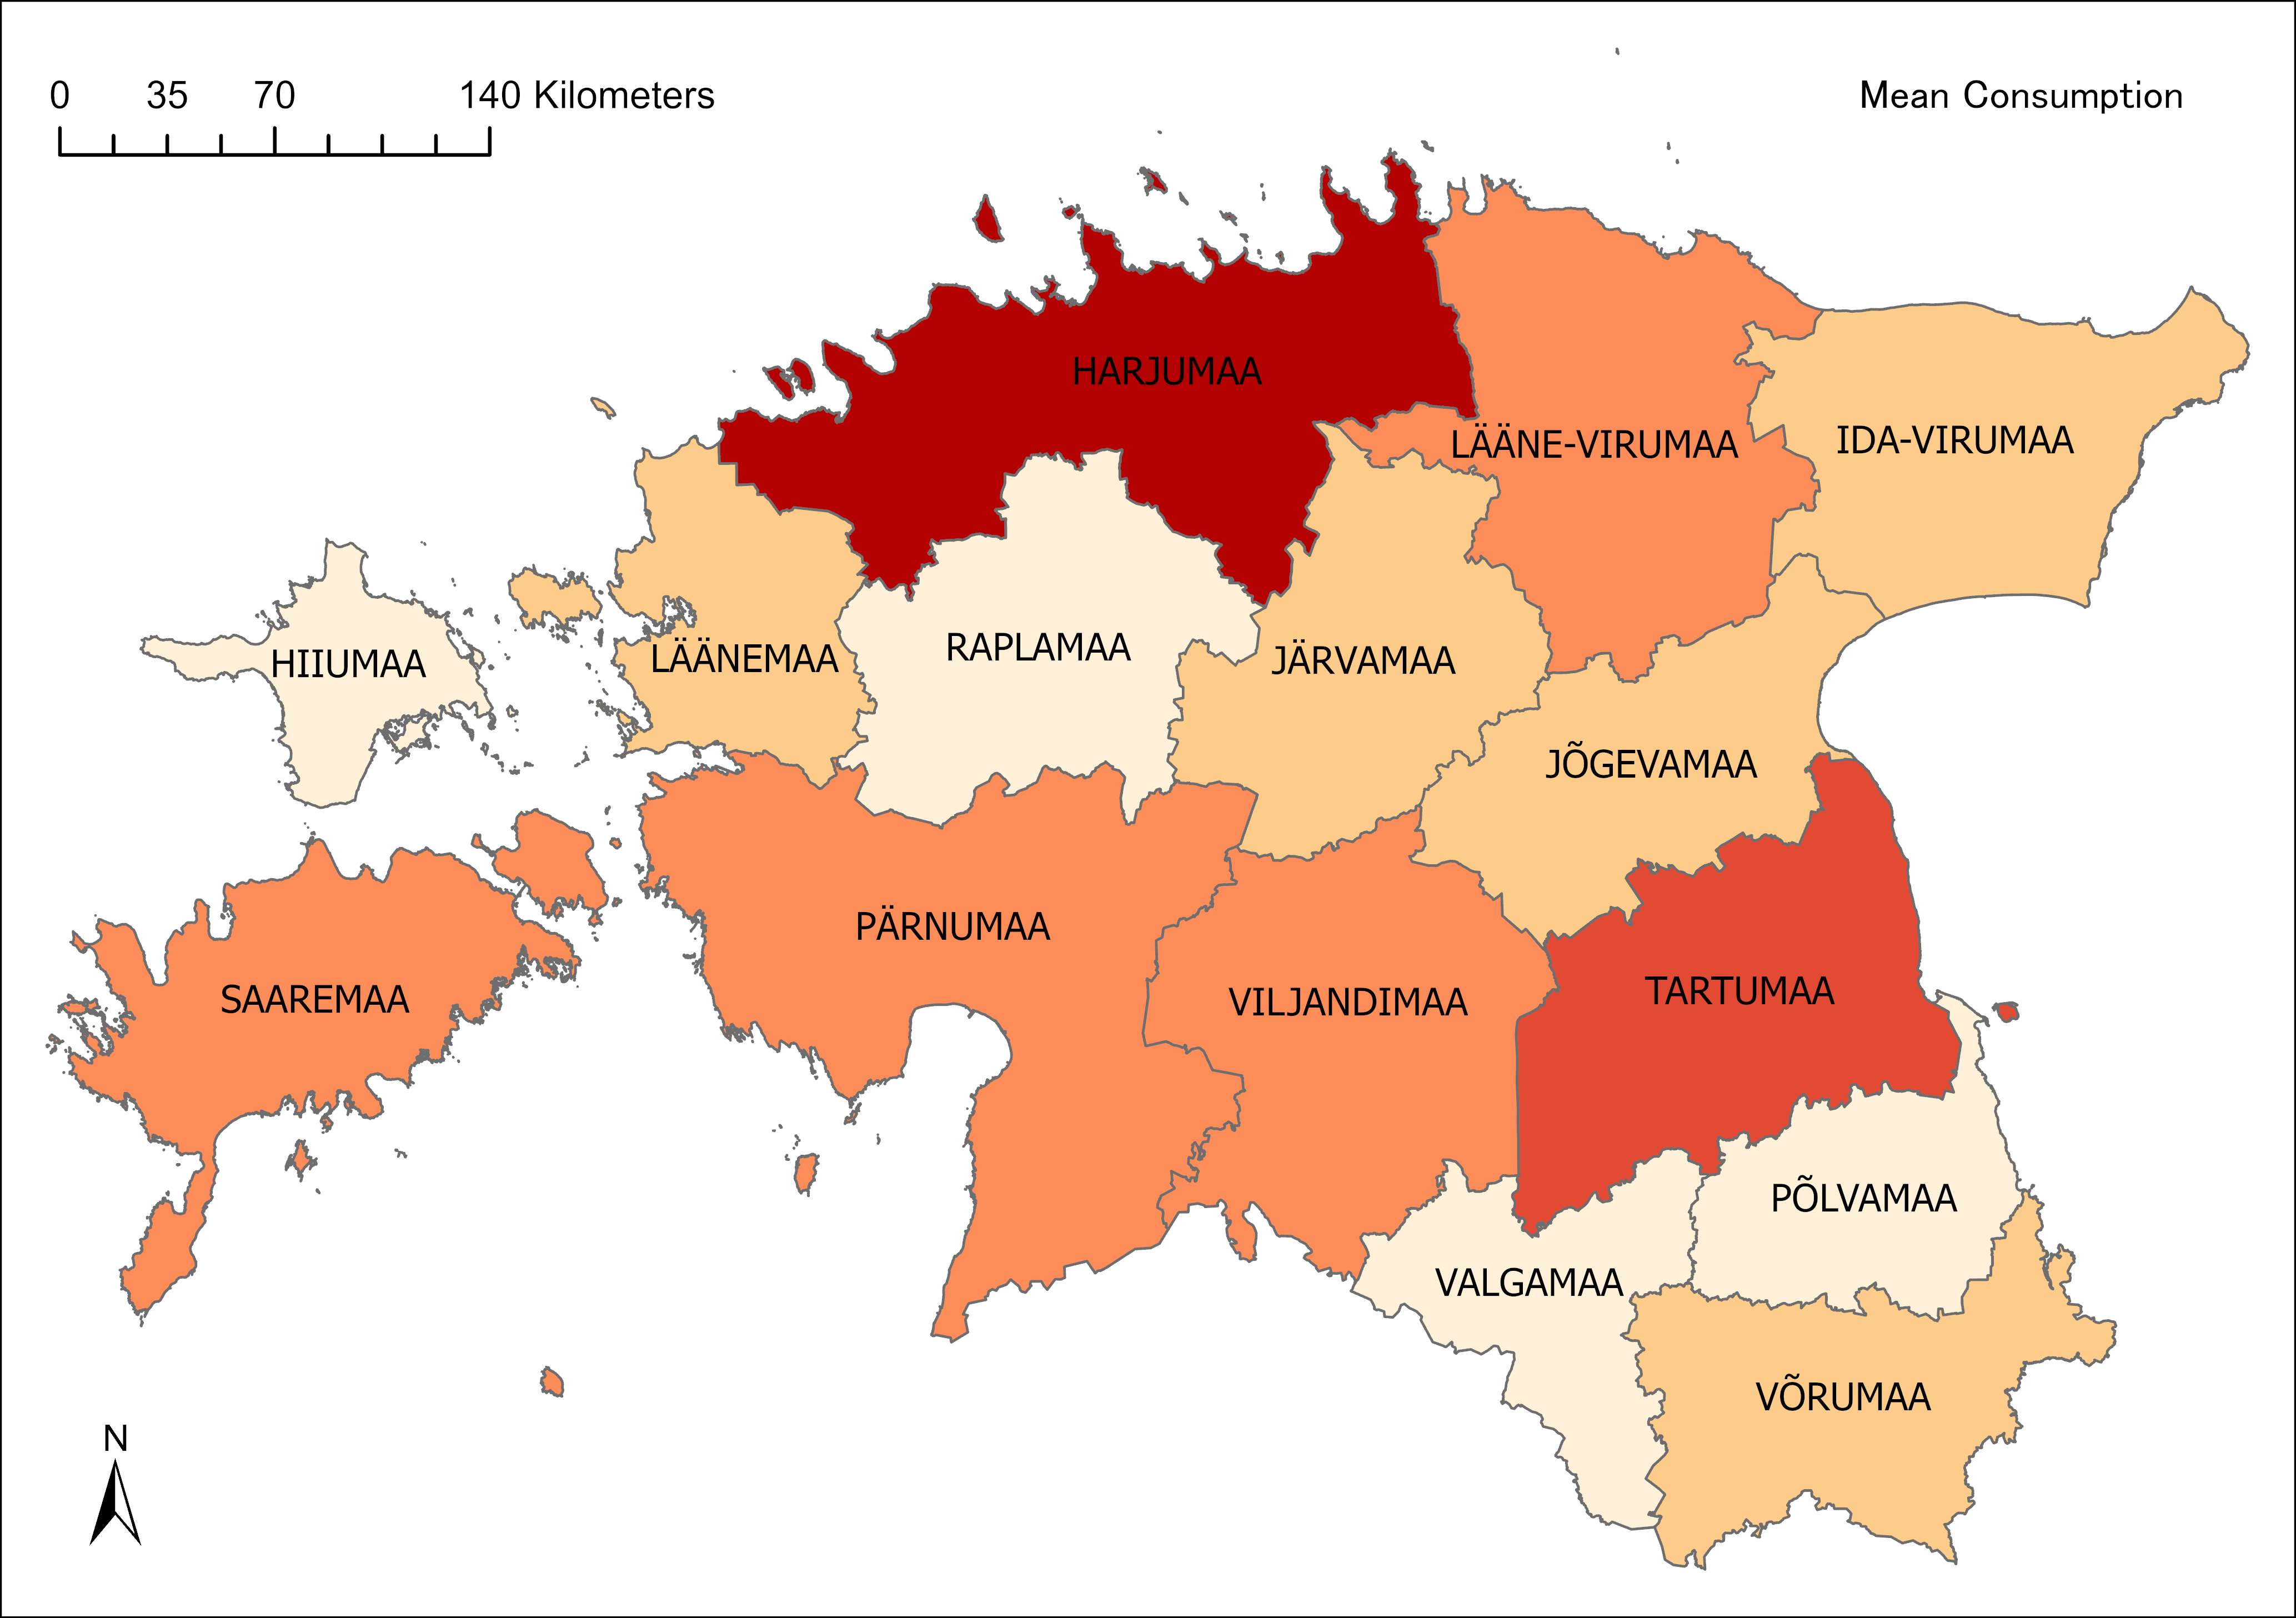 0 35 70 140 Kilometers
Mean Consumption
HARJUMAA
LÄÄNE-VIRUMAA
IDA-VIRUMAA
HIIUMAA
LÄÄNEMAA
RAPLAMAA
JÄRVAMAA
JÕGEVAMAA
PÄRNUMAA
SAAREMAA
VILJANDIMAA
TARTUMAA
PÕLVAMAA
VALGAMAA
VÕRUMAA
N